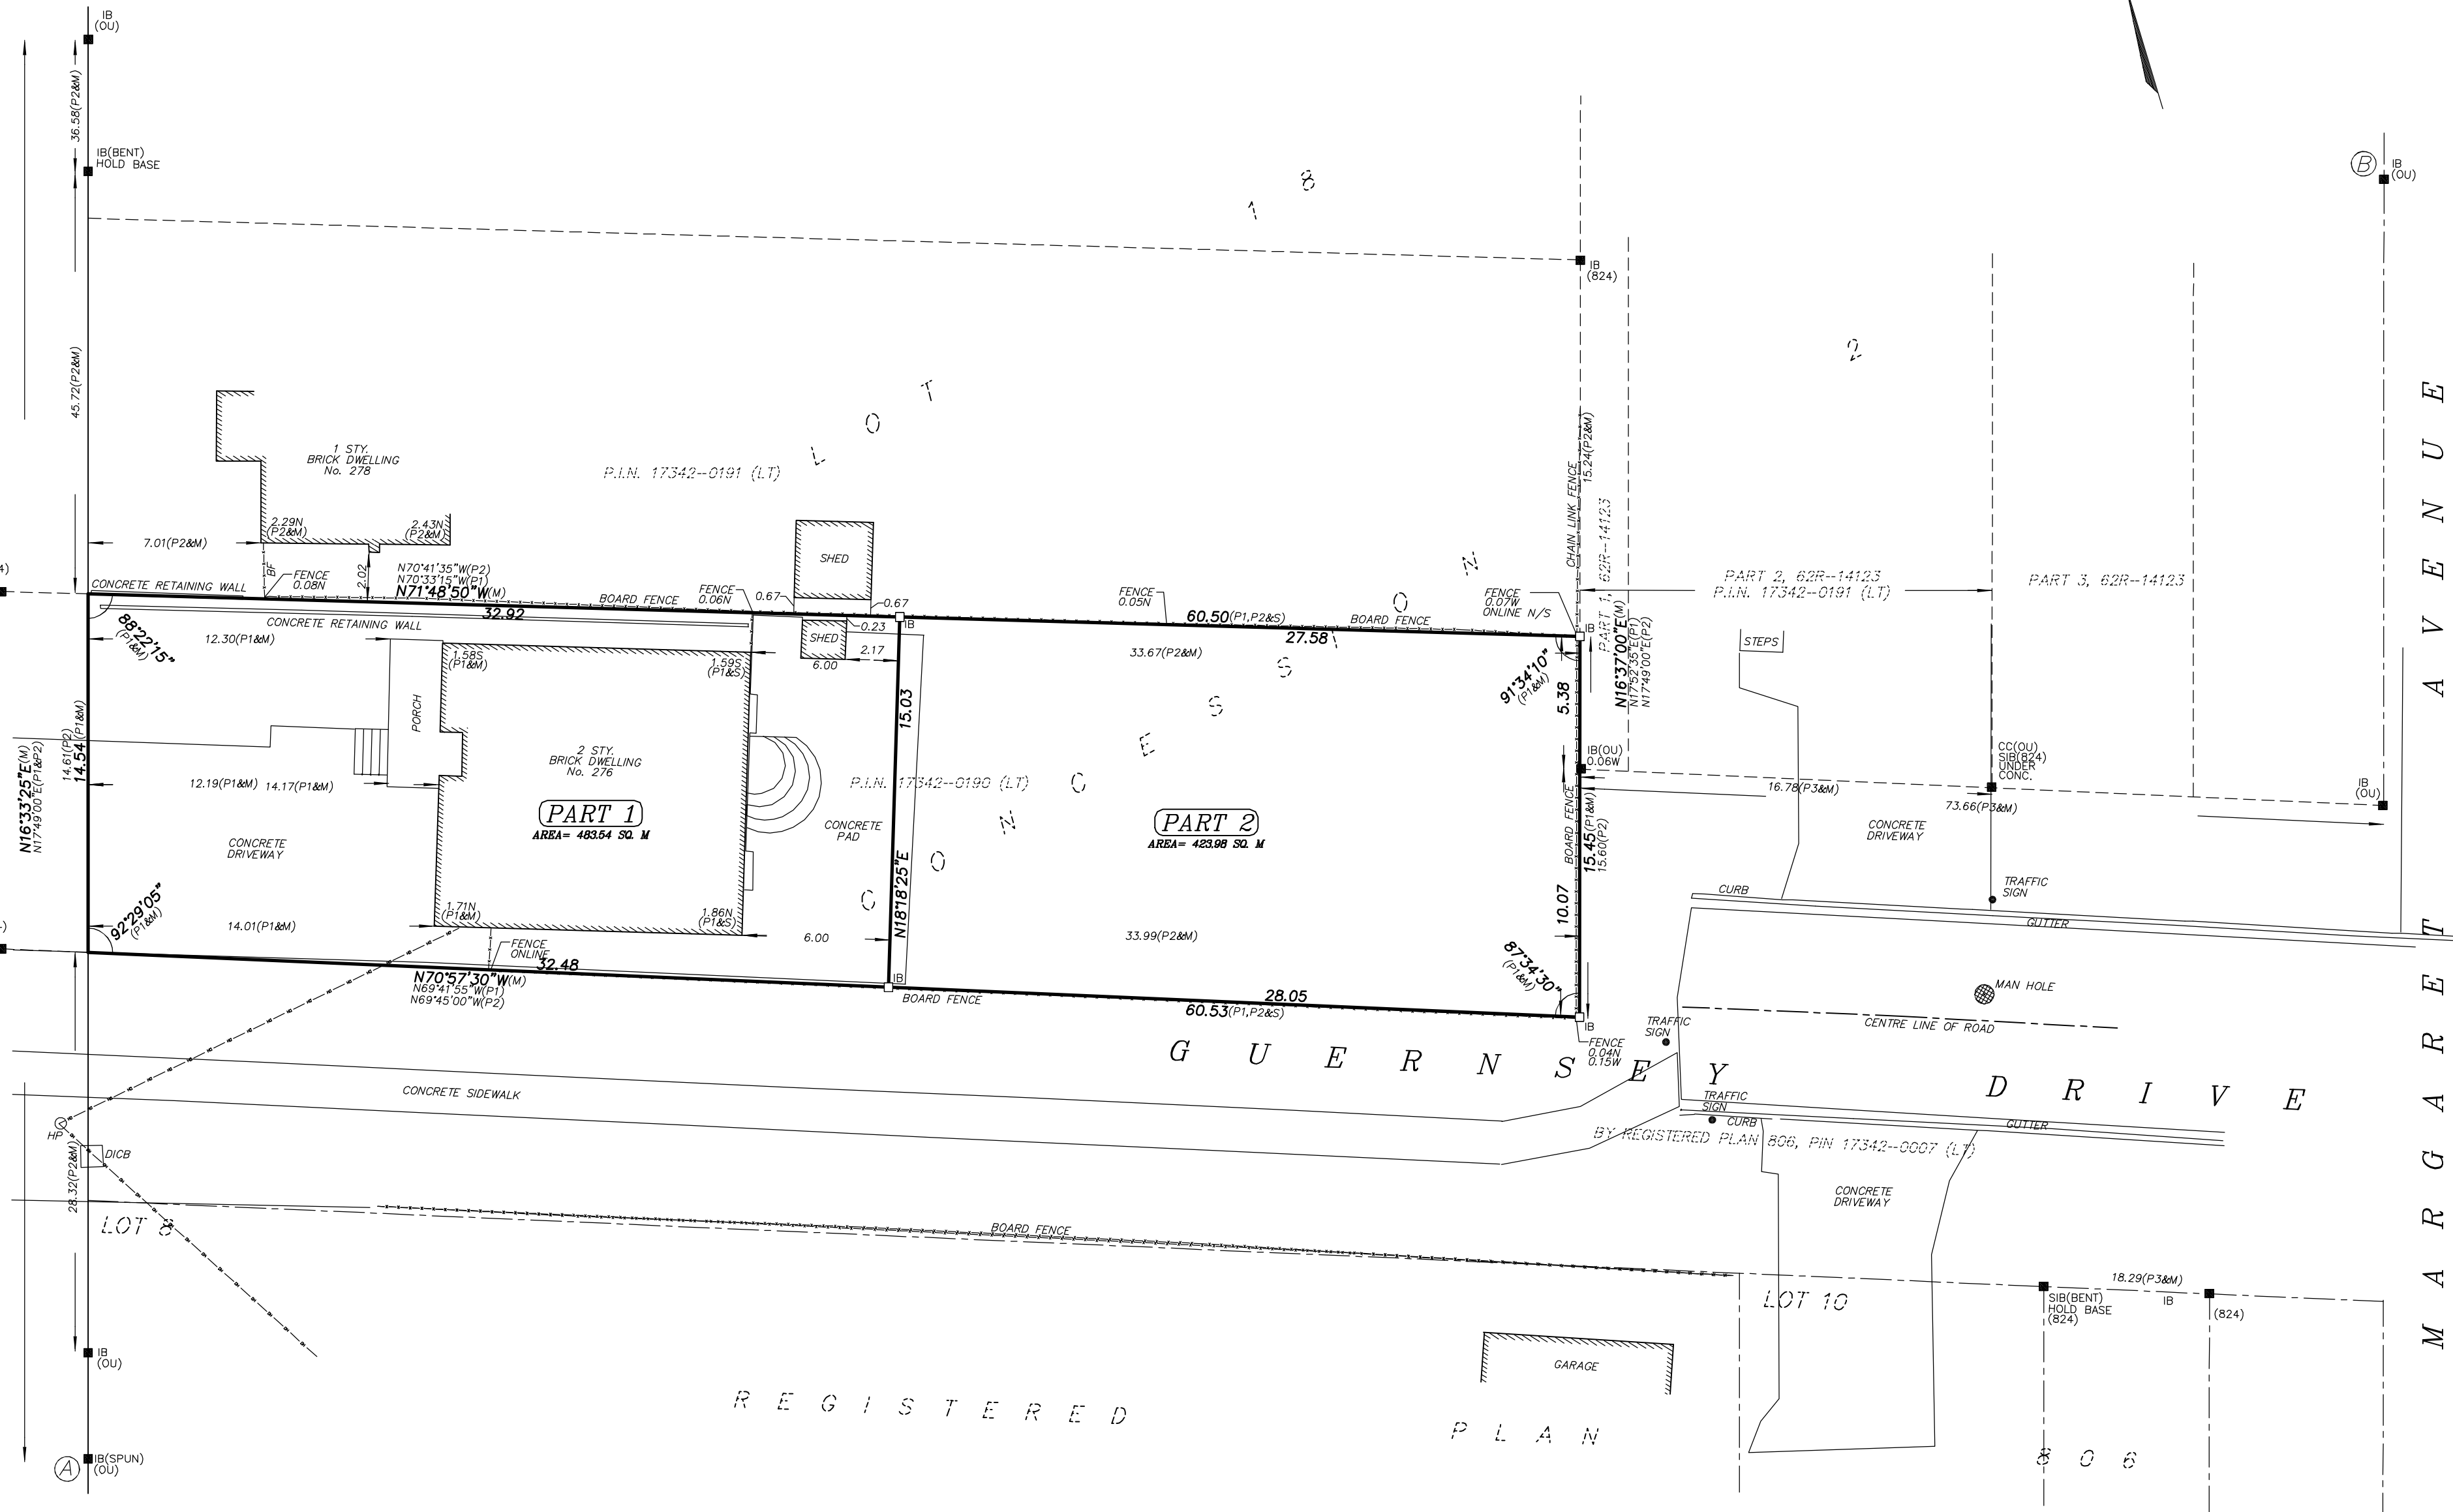 IB
(OU)
36.58(P2&M)
IB(BENT)
HOLD BASE
45.72(P2&M)
1 8
B
IB
(OU)
IB
(824)
2
LOT
CONCESSION
1 STY.
BRICK DWELLING
No. 278
P.I.N. 17342--0191 (LT)
2.29N
(P2&M)
2.43N
(P2&M)
7.01(P2&M)
BF
FENCE
0.08N
2.02
N70°41'35"W(P2)
N70°33'15"W(P1)
N71°48'50"W(M)
32.92
CONCRETE RETAINING WALL
CONCRETE RETAINING WALL
BOARD FENCE
FENCE
0.06N
0.67
0.67
SHED
SHED
0.23
2.17
6.00
IB
FENCE
0.05N
60.50(P1,P2&S)
27.58
BOARD FENCE
33.67(P2&M)
FENCE
0.07W
ONLINE N/S
IB
CHAIN LINK FENCE
15.24(P2&M)
PART 1, 62R--14123
PART 2, 62R--14123
P.I.N. 17342--0191 (LT)
PART 3, 62R--14123
88°22'15"
(P1&M)
12.30(P1&M)
1.58S
(P1&M)
1.59S
(P1&S)
PORCH
91°34'10"
(P1&M)
5.38
N16°37'00"E(M)
N17°52'35"E(P1)
N17°49'00"E(P2)
STEPS
N16°33'25"E(M)
N17°49'00"E(P1&P2)
14.61(P2)
14.54(P1&M)
12.19(P1&M)
14.17(P1&M)
2 STY.
BRICK DWELLING
No. 276
PART 1
AREA= 483.54 SQ. M
P.I.N. 17342--0190 (LT)
CONCRETE
PAD
15.03
N18°18'25"E
PART 2
AREA= 423.98 SQ. M
IB(OU)
0.06W
BOARD FENCE
15.45(P1&M)
15.60(P2)
10.07
16.78(P3&M)
73.66(P3&M)
CC(OU)
SIB(824)
UNDER
CONC.
IB
(OU)
CONCRETE
DRIVEWAY
CONCRETE
DRIVEWAY
92°29'05"
(P1&M)
14.01(P1&M)
1.71N
(P1&M)
1.86N
(P1&S)
6.00
FENCE
ONLINE
32.48
N70°57'30"W(M)
N69°41'55"W(P1)
N69°45'00"W(P2)
IB
BOARD FENCE
33.99(P2&M)
28.05
60.53(P1,P2&S)
87°34'30"
(P1&M)
IB
FENCE
0.04N
0.15W
CURB
TRAFFIC
SIGN
GUTTER
MAN HOLE
CENTRE LINE OF ROAD
TRAFFIC
SIGN
GUERNSEY DRIVE
MARGARET AVENUE
TRAFFIC
SIGN
CURB
GUTTER
BY REGISTERED PLAN 806, PIN 17342--0007 (LT)
CONCRETE SIDEWALK
HP
DICB
28.32(P2&M)
LOT 8
BOARD FENCE
CONCRETE
DRIVEWAY
LOT 10
18.29(P3&M)
SIB(BENT)
HOLD BASE
(824)
IB
(824)
IB
(OU)
GARAGE
REGISTERED PLAN 806
A
IB(SPUN)
(OU)